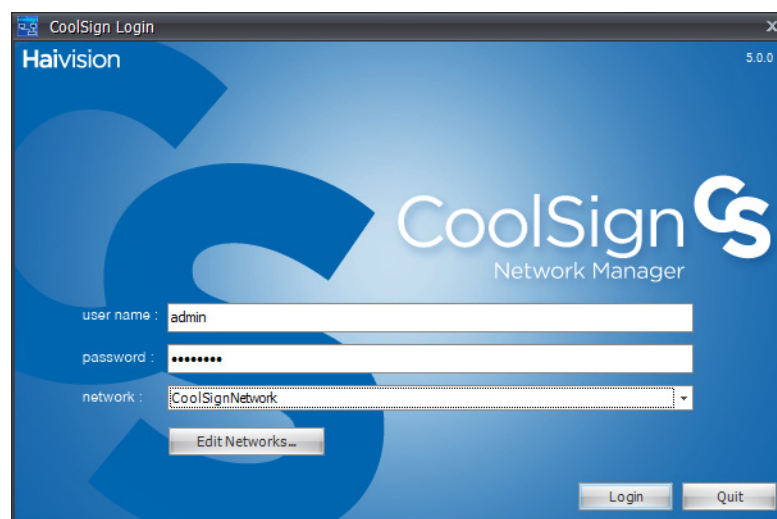 CoolSign Login x
Haivision 5.0.0
CoolSign CS
Network Manager
user name : admin
password : ••••••••
network : CoolSignNetwork
Edit Networks...
Login Quit